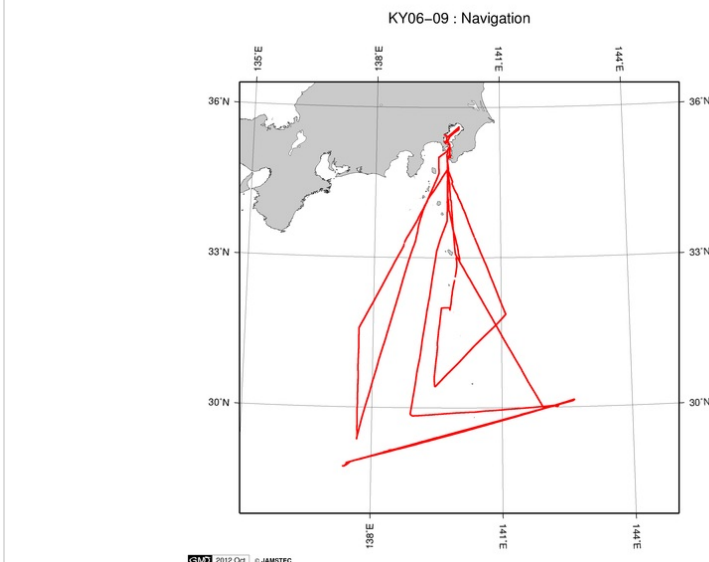 KY06−09 : Navigation
135˚E 138˚E 141˚E 144˚E
36˚N 36˚N
33˚N 33˚N
30˚N 30˚N
138˚E 141˚E 144˚E
GMD 2012 Oct © JAMSTEC